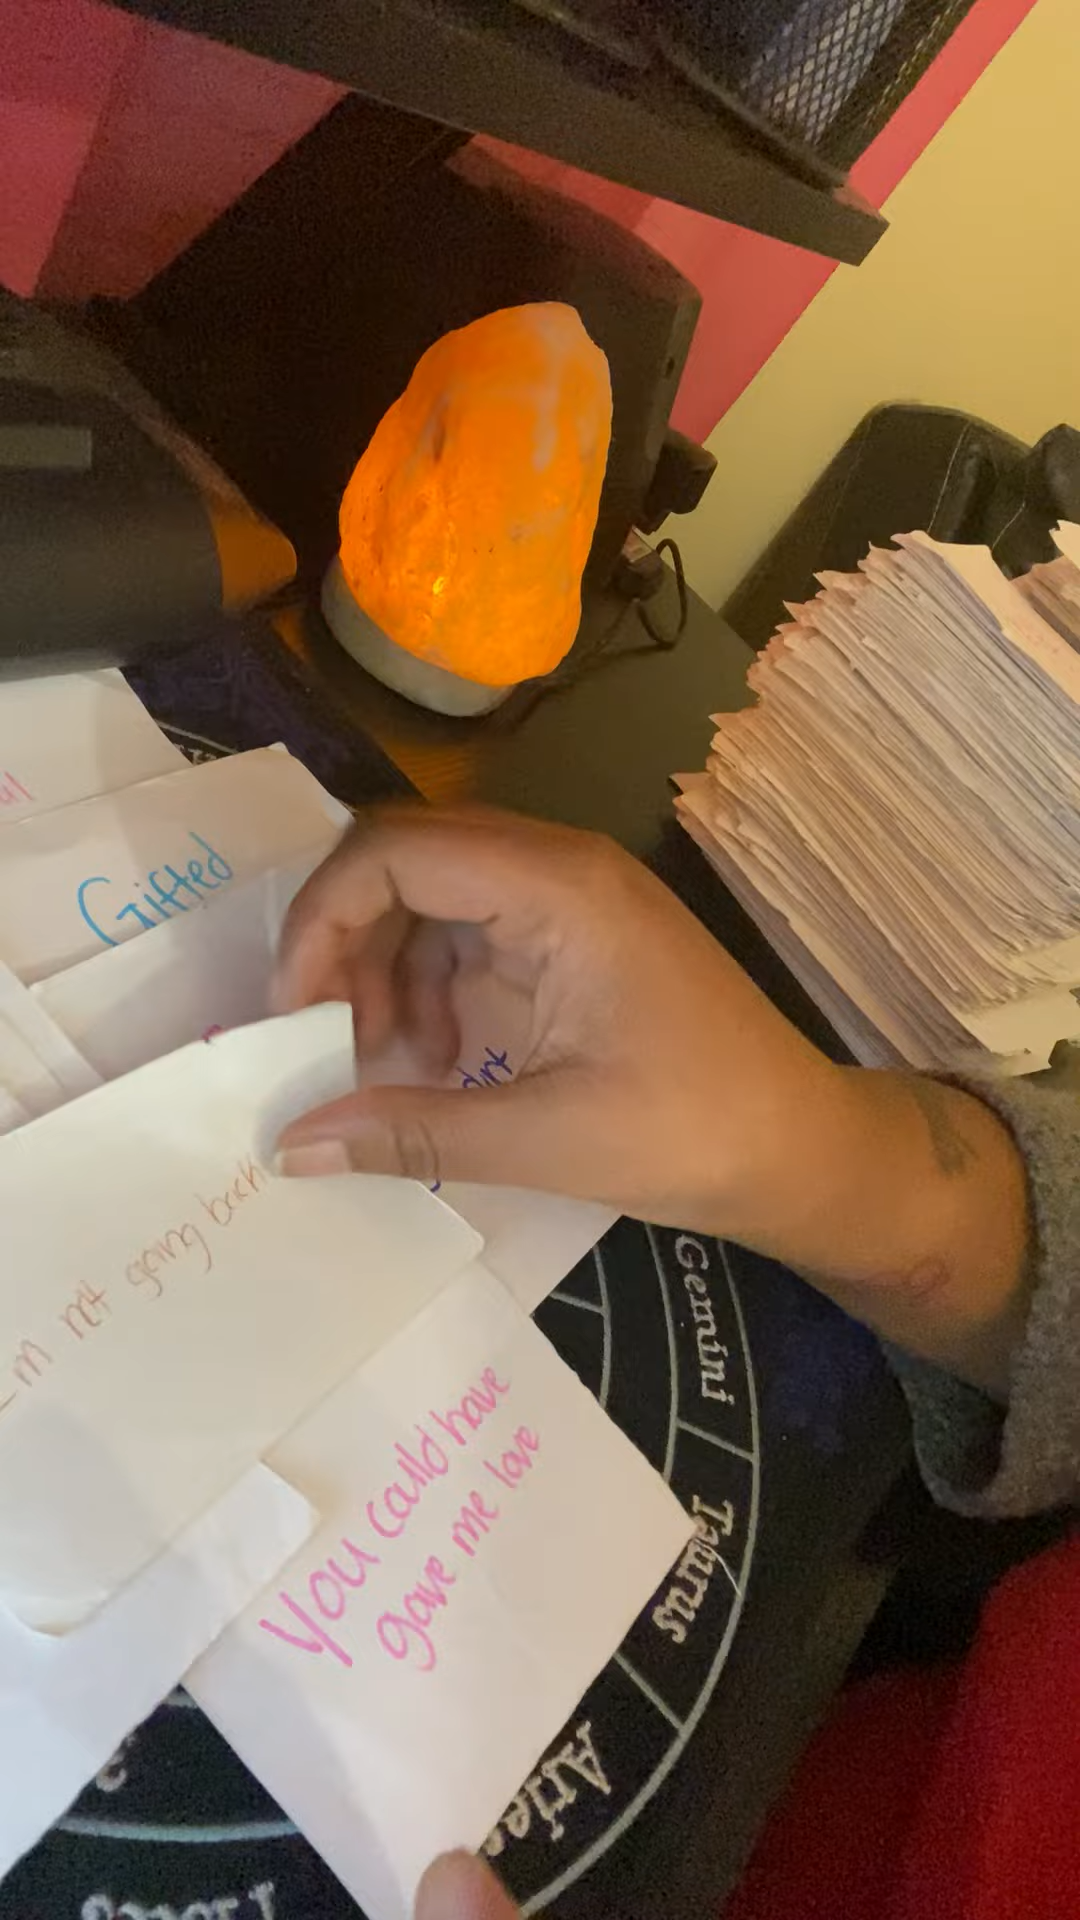 Gifted
m not going back
You could have
gave me love
Gemini
Taurus
Aries